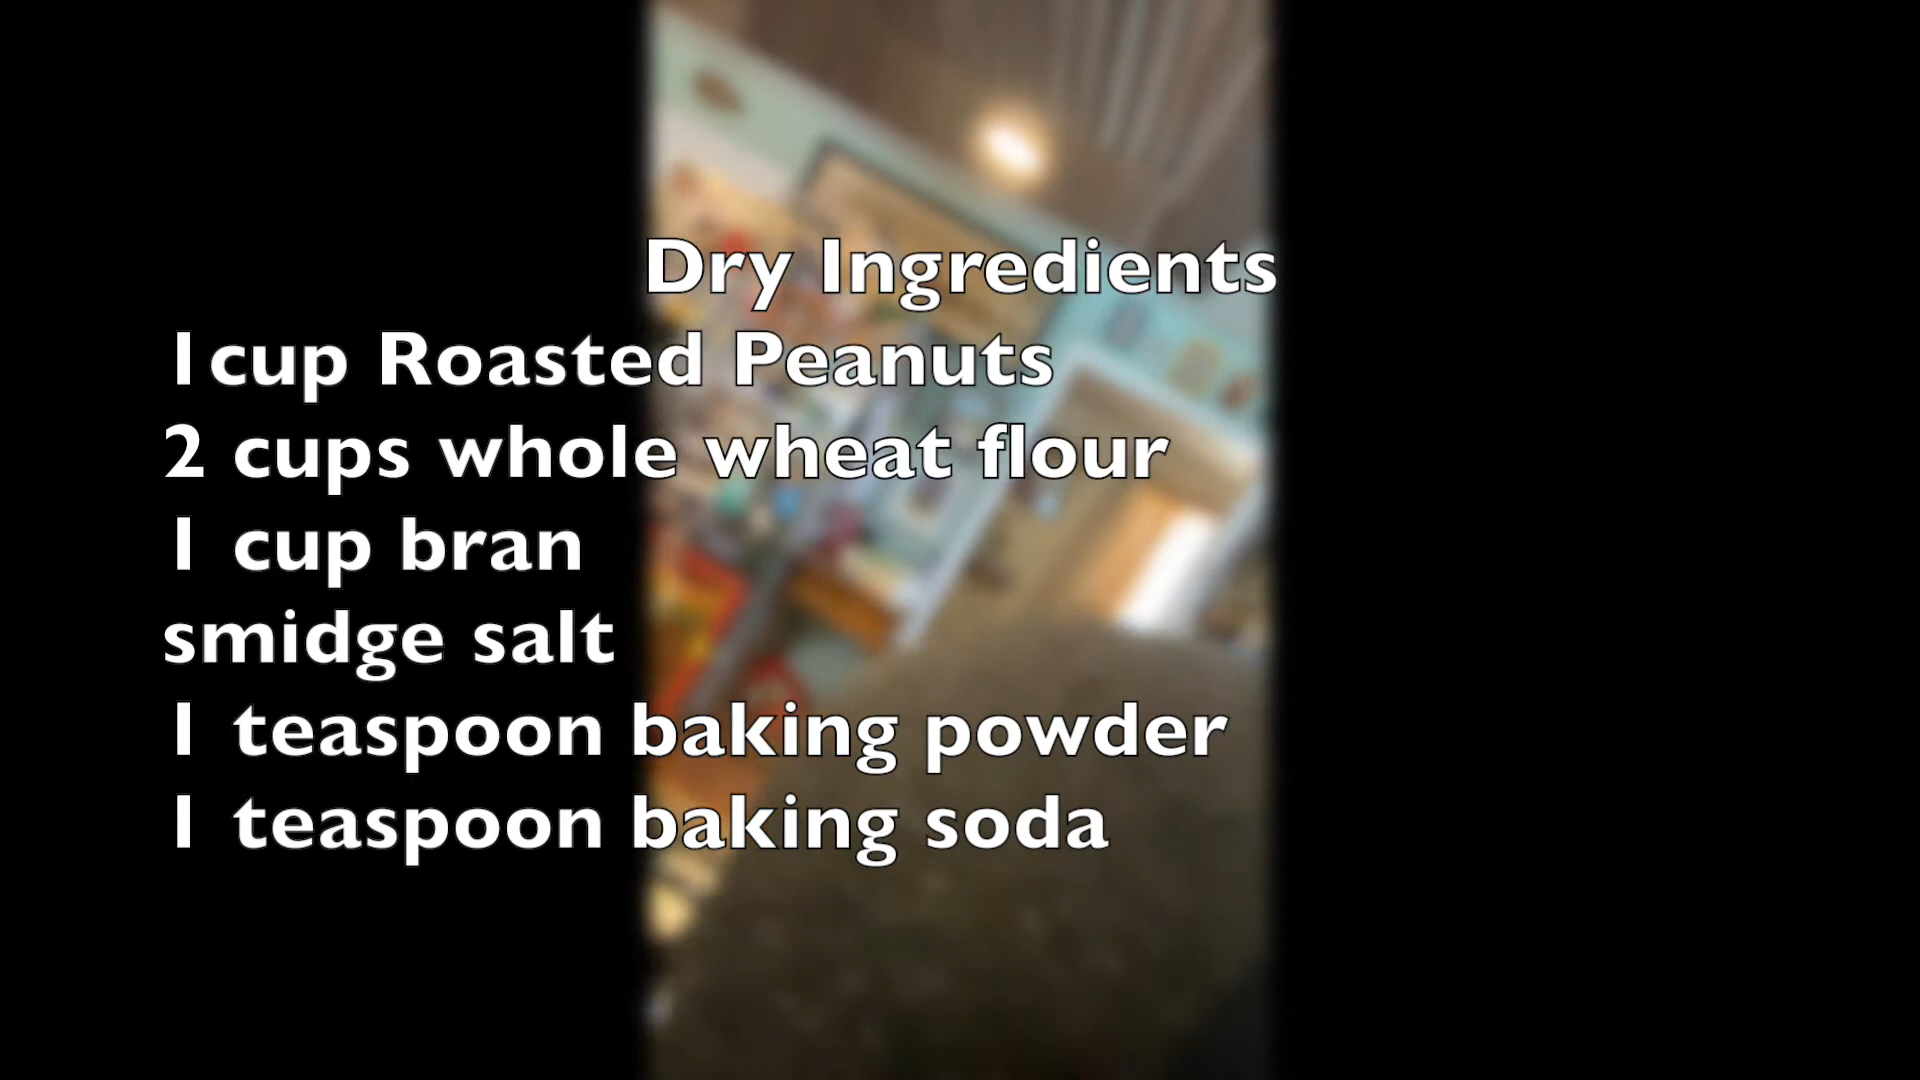 Dry Ingredients
1cup Roasted Peanuts
2 cups whole wheat flour
1 cup bran
smidge salt
1 teaspoon baking powder
1 teaspoon baking soda